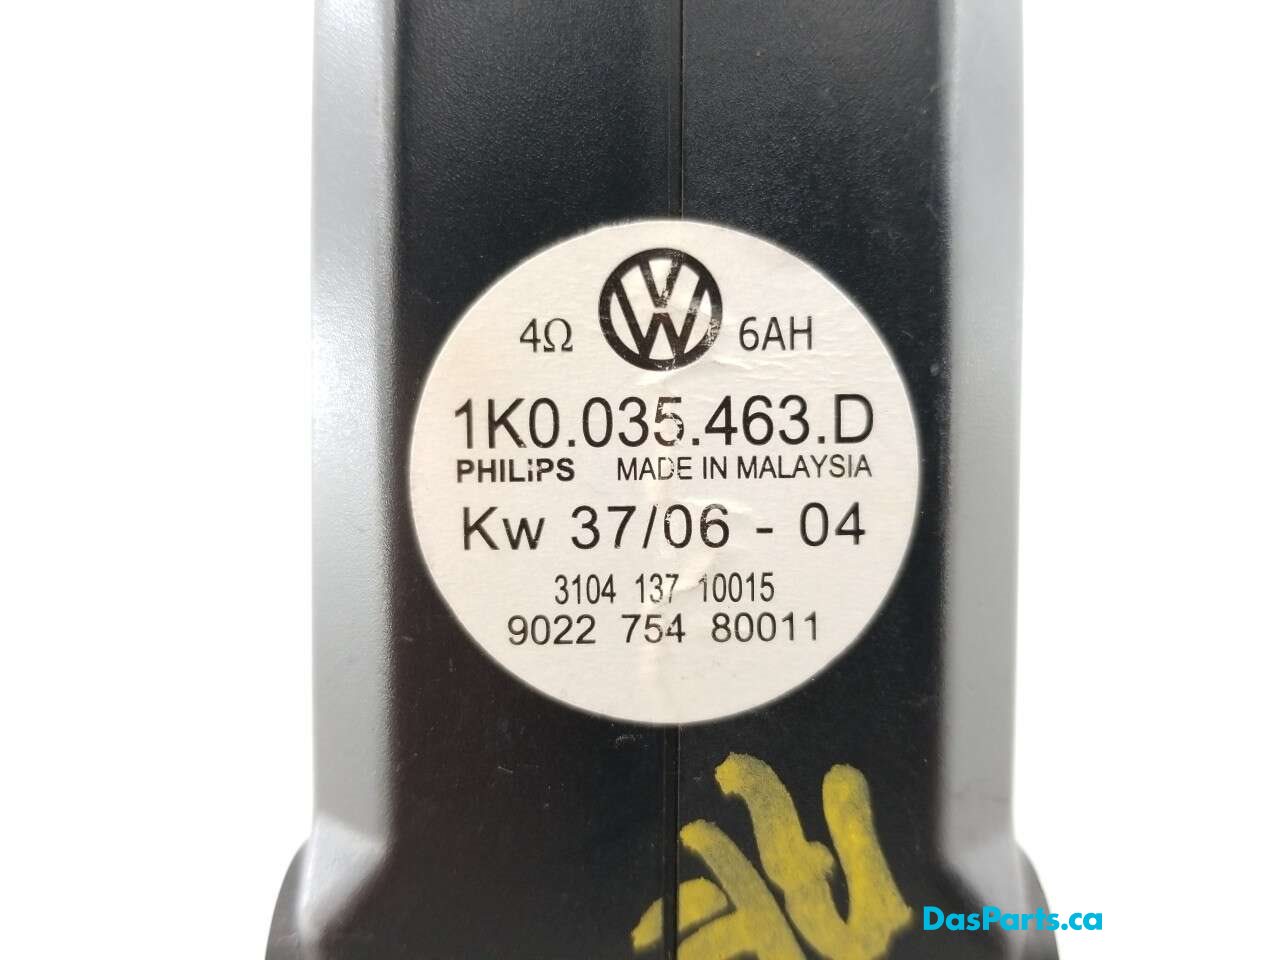 4Ω 6AH
1K0.035.463.D
PHILIPS MADE IN MALAYSIA
Kw 37/06 - 04
3104 137 10015
9022 754 80011
DasParts.ca